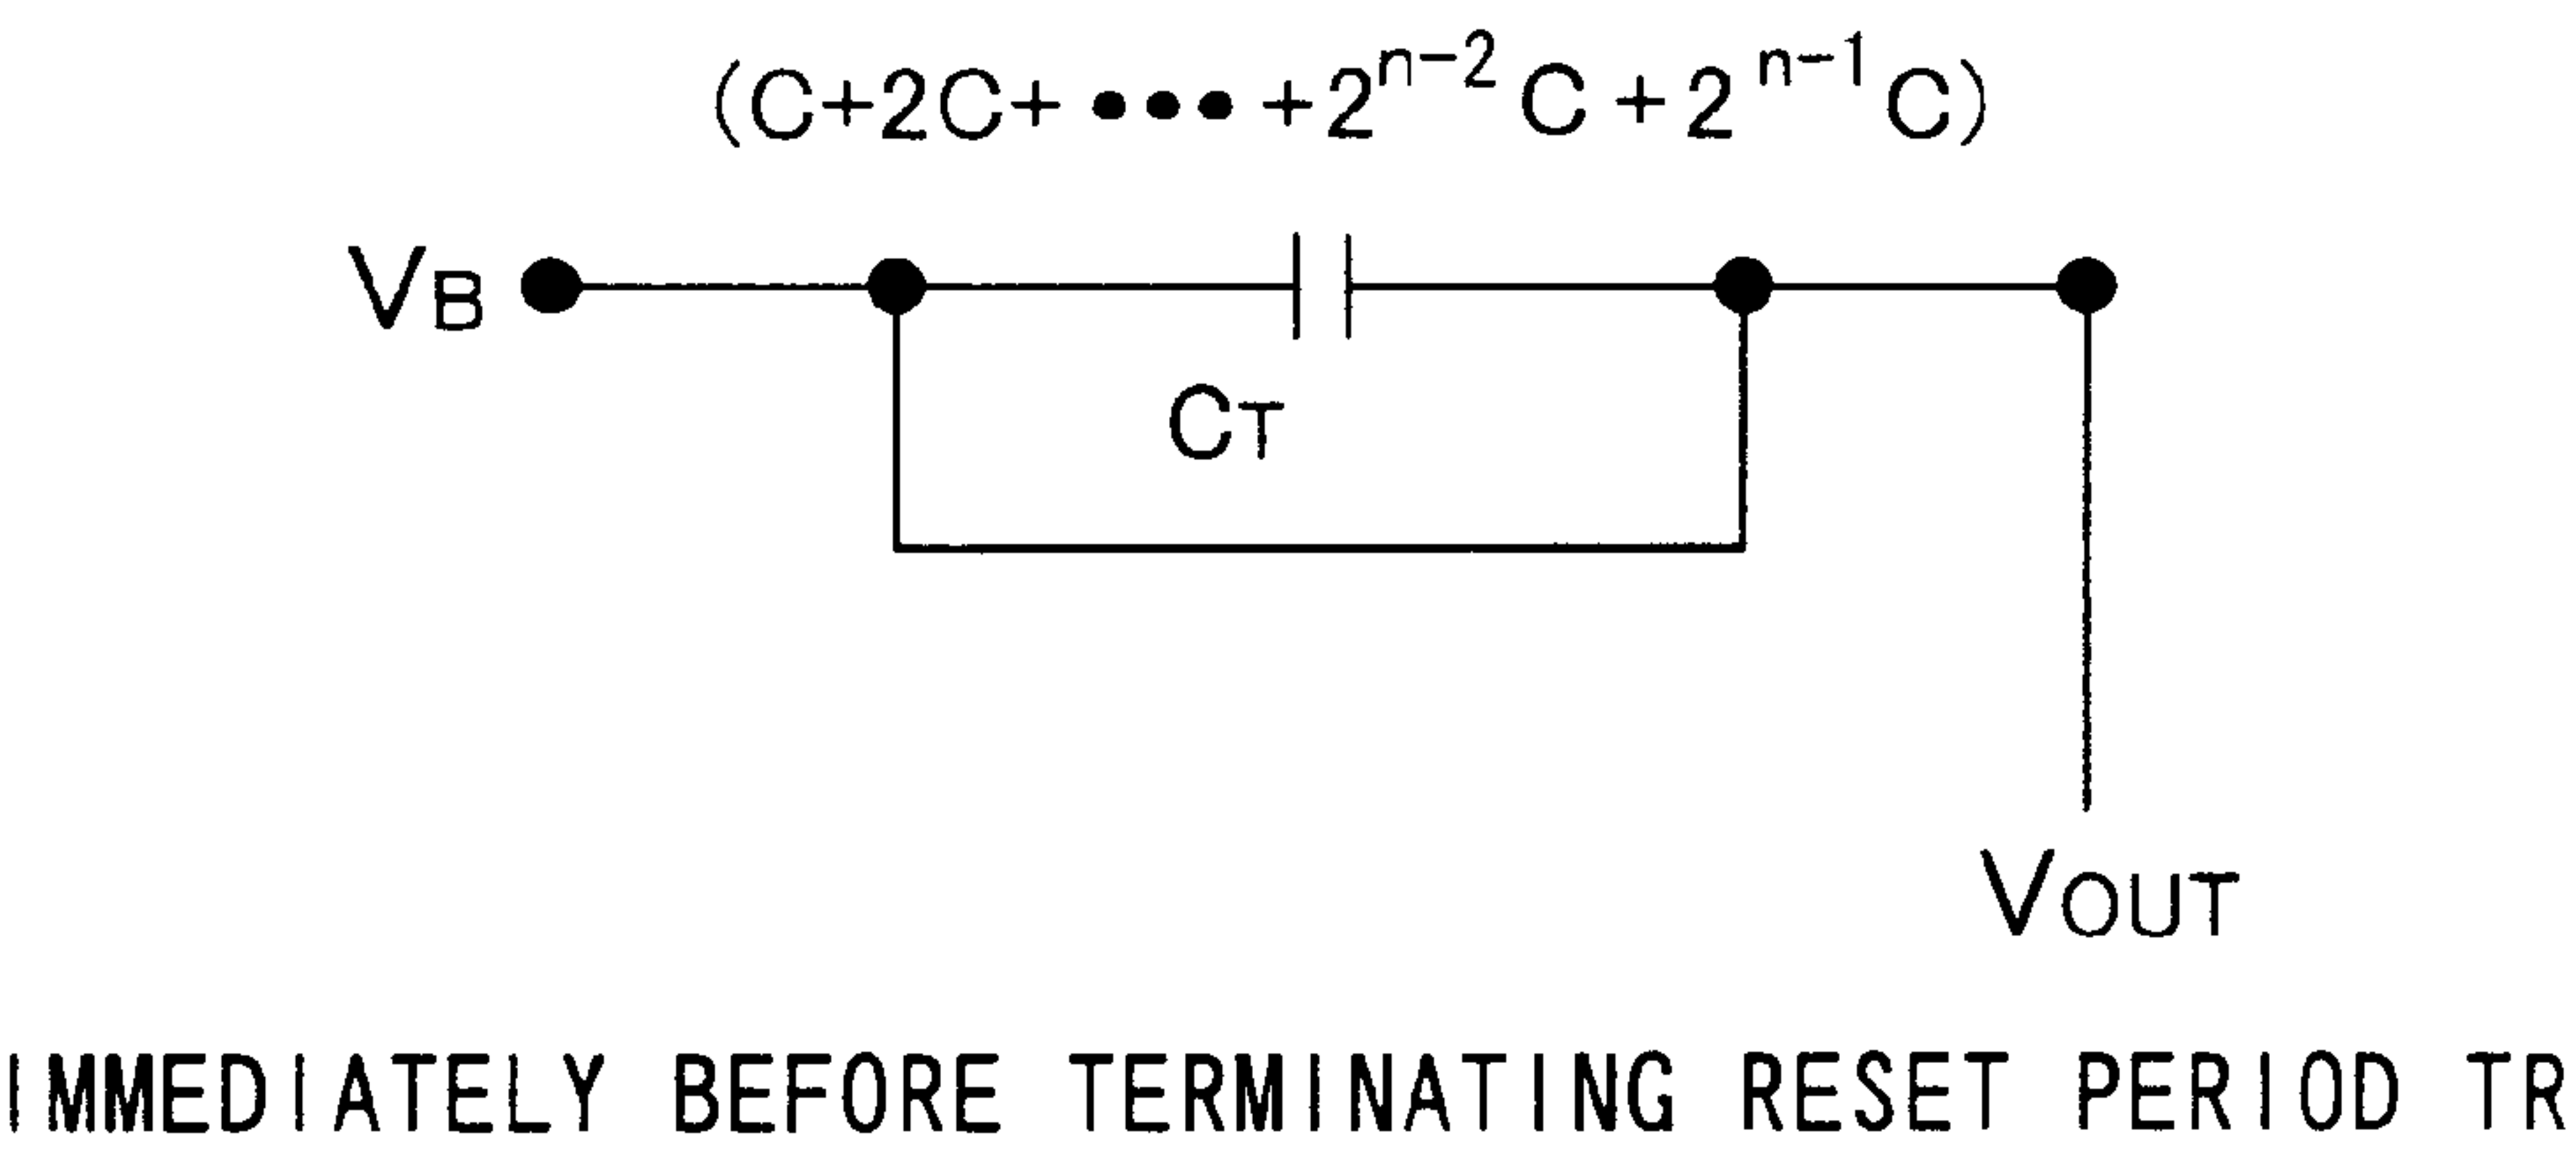 (C+2C+ ••• +2^{n-2} C + 2^{n-1} C)
VB
CT
VOUT
IMMEDIATELY BEFORE TERMINATING RESET PERIOD TR